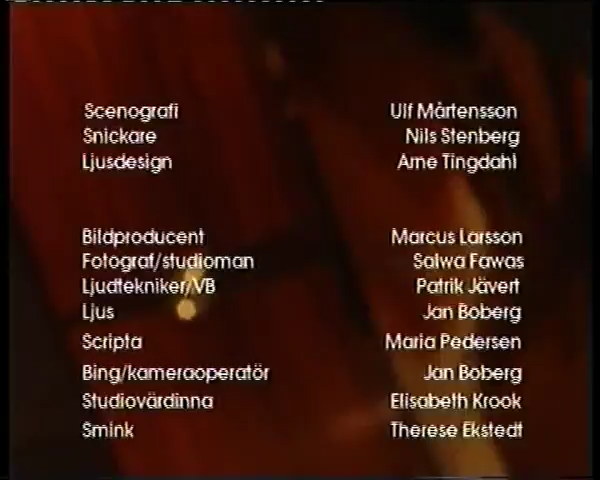 Scenografi Ulf Mårtensson
Snickare Nils Stenberg
Ljusdesign Arne Tingdahl
Bildproducent Marcus Larsson
Fotograf/studioman Salwa Fawas
Ljudtekniker/VB Patrik Jävert
Ljus Jan Boberg
Scripta Maria Pedersen
Bing/kameraoperatör Jan Boberg
Studiovärdinna Elisabeth Krook
Smink Therese Ekstedt